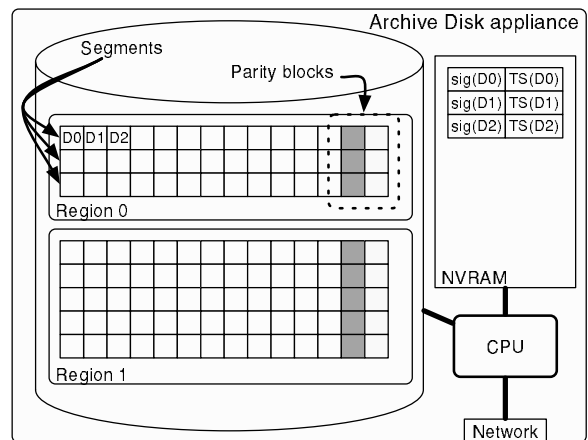 Archive Disk appliance
Segments
Parity blocks
D0 D1 D2
Region 0
Region 1
sig(D0) TS(D0)
sig(D1) TS(D1)
sig(D2) TS(D2)
NVRAM
CPU
Network